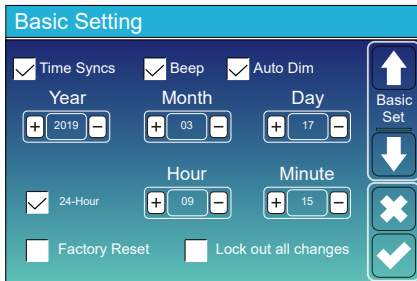 Basic Setting
Time Syncs Beep Auto Dim
Year Month Day
+ 2019 − + 03 − + 17 −
Basic
Set
Hour Minute
24-Hour + 09 − + 15 −
Factory Reset Lock out all changes